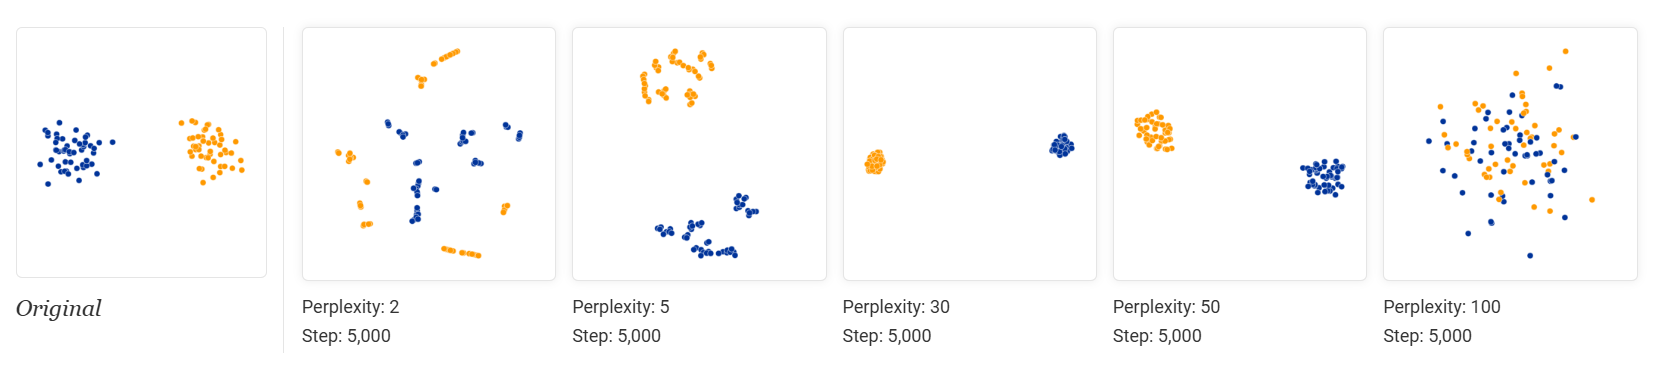 Original
Perplexity: 2
Step: 5,000
Perplexity: 5
Step: 5,000
Perplexity: 30
Step: 5,000
Perplexity: 50
Step: 5,000
Perplexity: 100
Step: 5,000